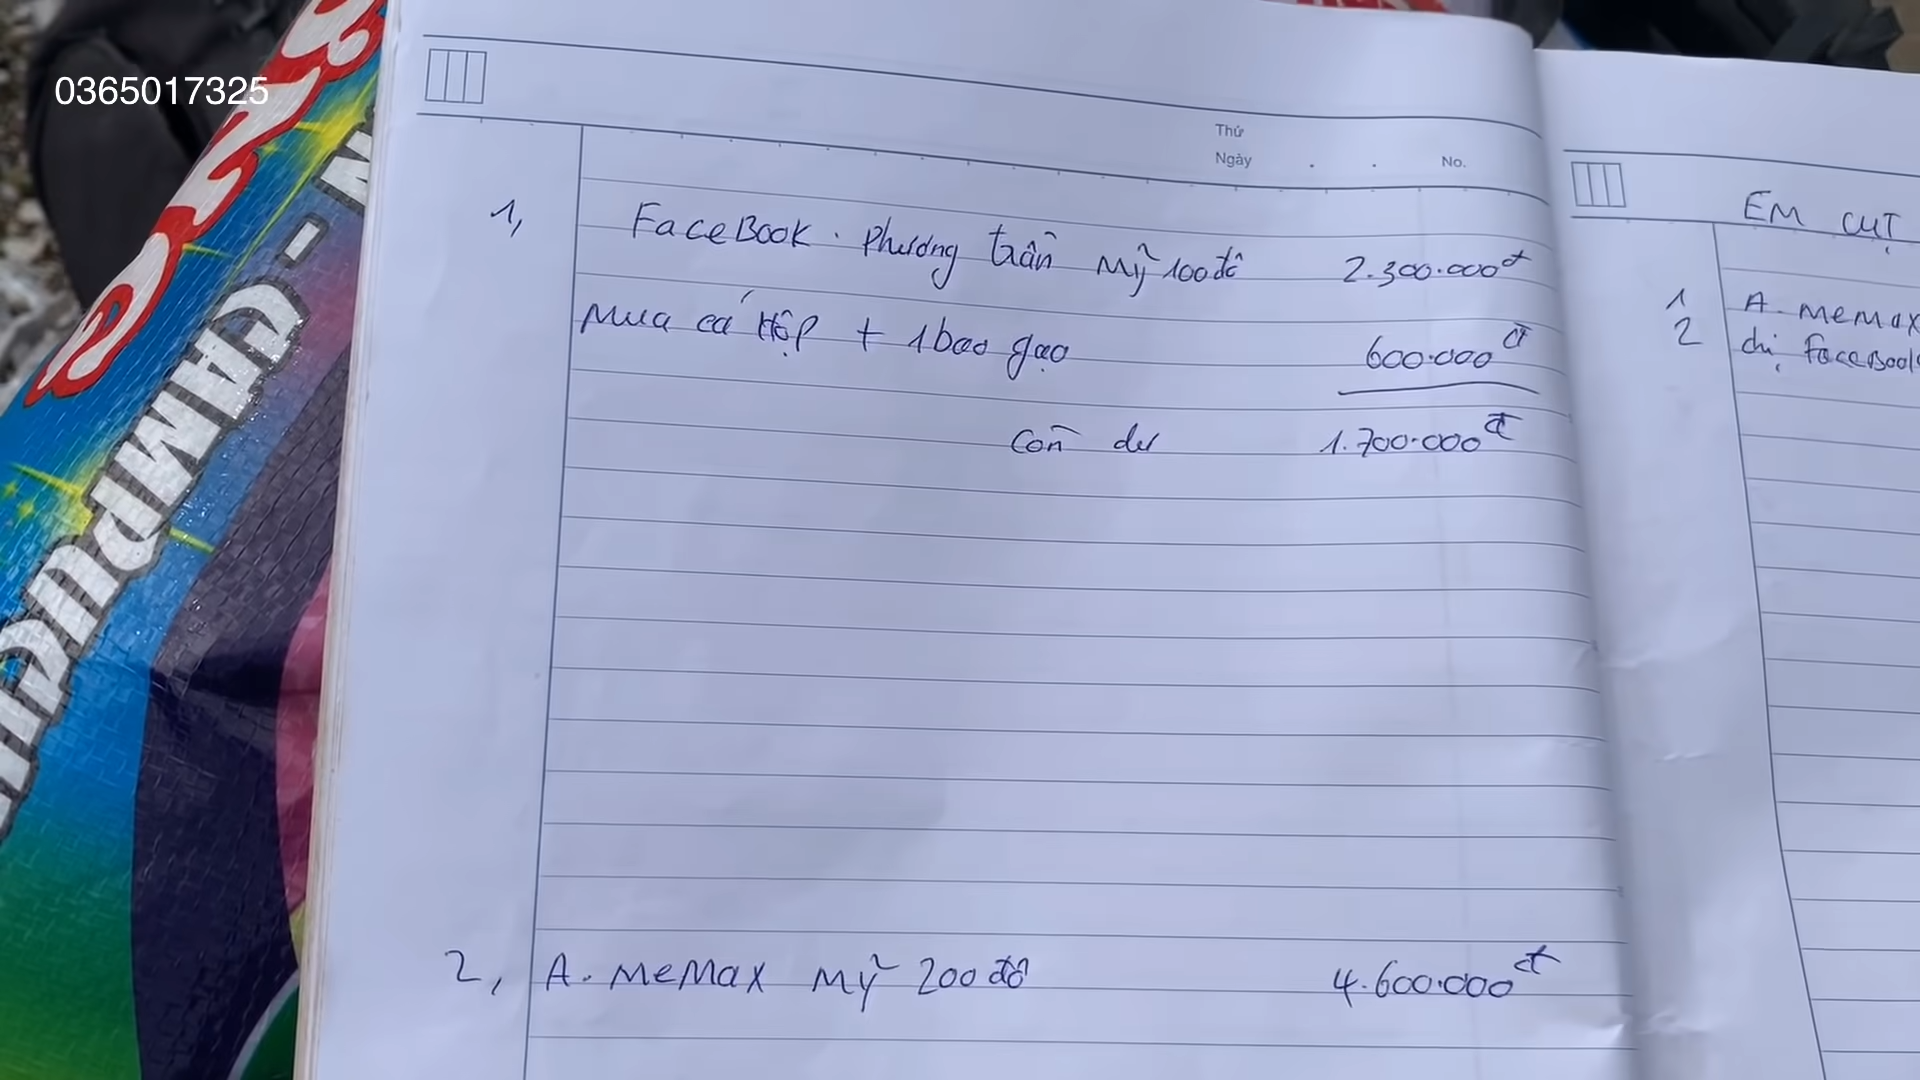 0365017325
CAMPUCHIA
Thứ
Ngày . . No.
1, FaceBook. Phương trần Mỹ 100 đô 2.300.000đ
Mua cá Hộp + 1 bao gạo 600.000đ
Còn dư 1.700.000đ
2, A. MeMax Mỹ 200 đô 4.600.000đ
EM CỤT
1 A. MeMax
2 chị FaceBook